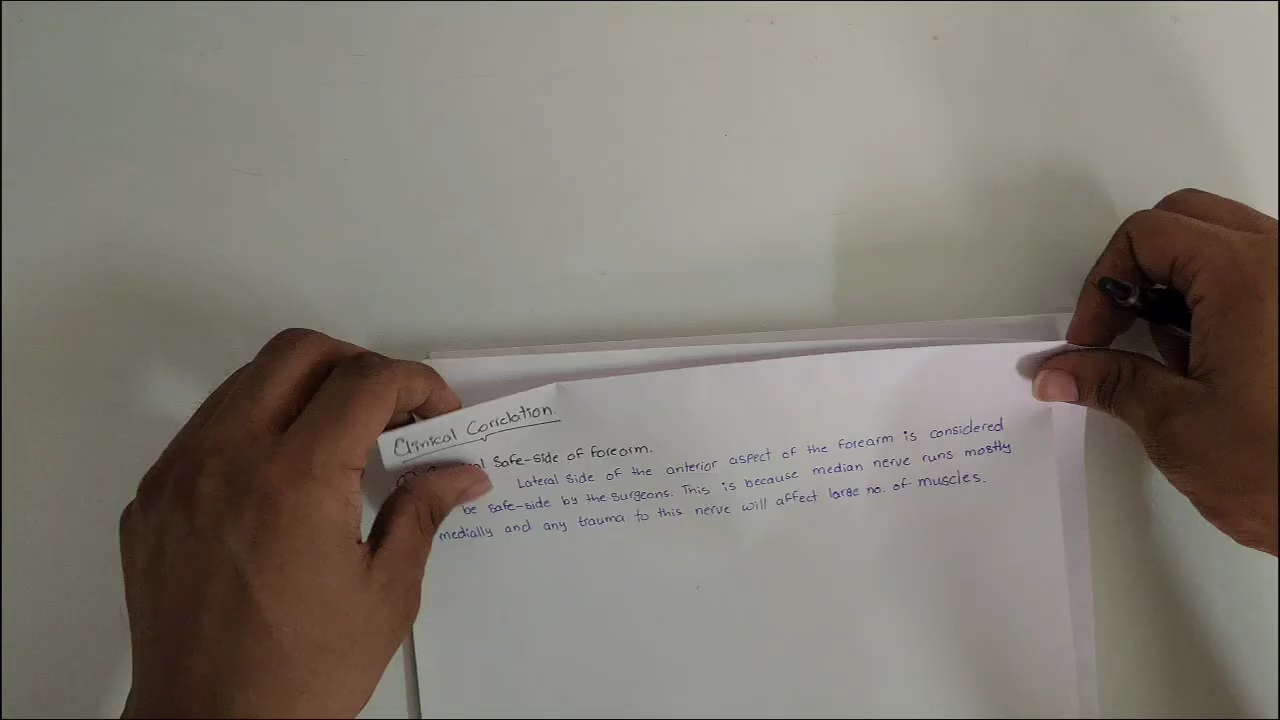 Clinical Correlation.
Safe-side of forearm.
Lateral side of the anterior aspect of the forearm is considered
be safe-side by the surgeons. This is because median nerve runs mostly
medially and any trauma to this nerve will affect large no. of muscles.